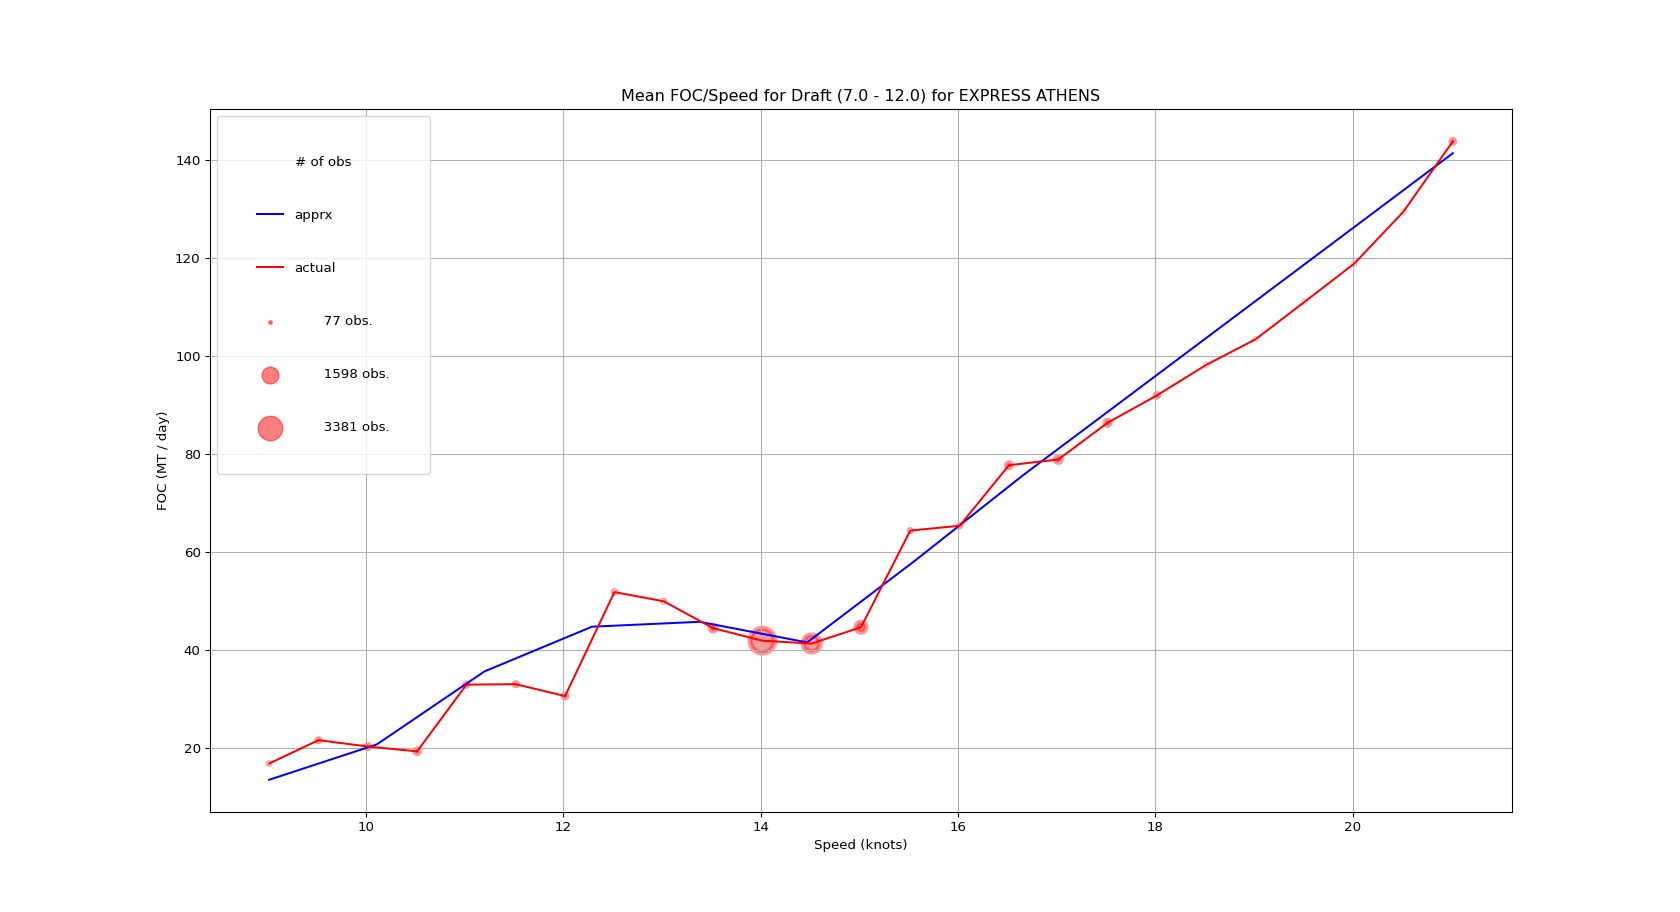 Mean FOC/Speed for Draft (7.0 - 12.0) for EXPRESS ATHENS
# of obs
apprx
actual
77 obs.
1598 obs.
3381 obs.
FOC (MT / day)
140
120
100
80
60
40
20
10
12
14
16
18
20
Speed (knots)